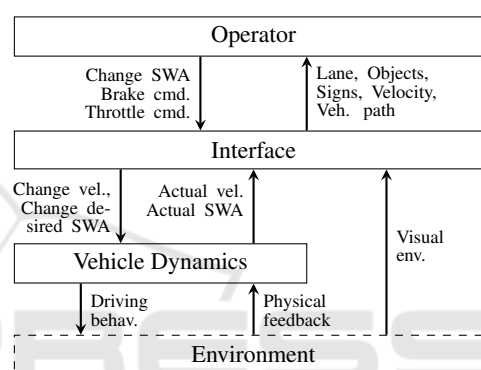 Operator
Change SWA
Brake cmd.
Throttle cmd.
Lane, Objects,
Signs, Velocity,
Veh. path
Interface
Change vel.,
Change de-
sired SWA
Actual vel.
Actual SWA
Visual
env.
Vehicle Dynamics
Driving
behav.
Physical
feedback
Environment